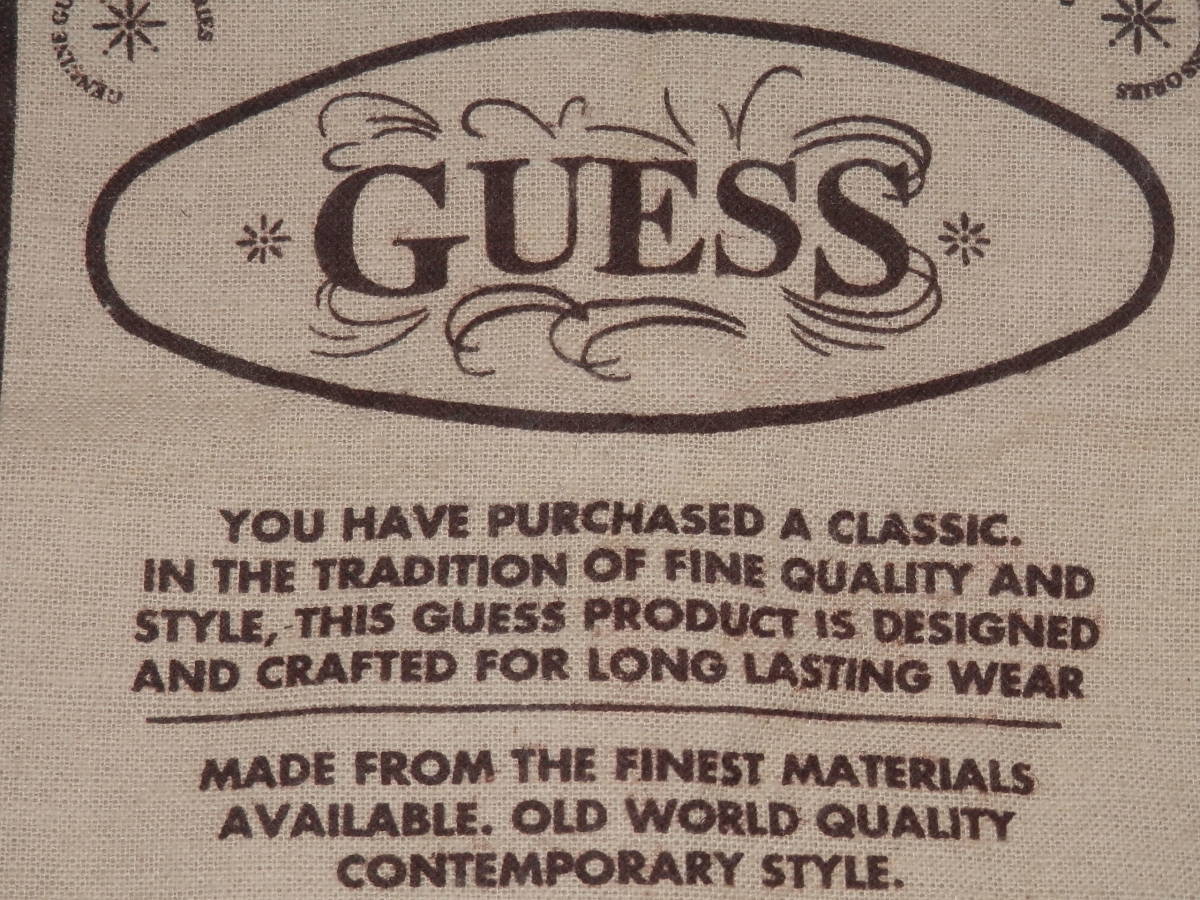 GUESS
YOU HAVE PURCHASED A CLASSIC.
IN THE TRADITION OF FINE QUALITY AND
STYLE, THIS GUESS PRODUCT IS DESIGNED
AND CRAFTED FOR LONG LASTING WEAR
MADE FROM THE FINEST MATERIALS
AVAILABLE. OLD WORLD QUALITY
CONTEMPORARY STYLE.